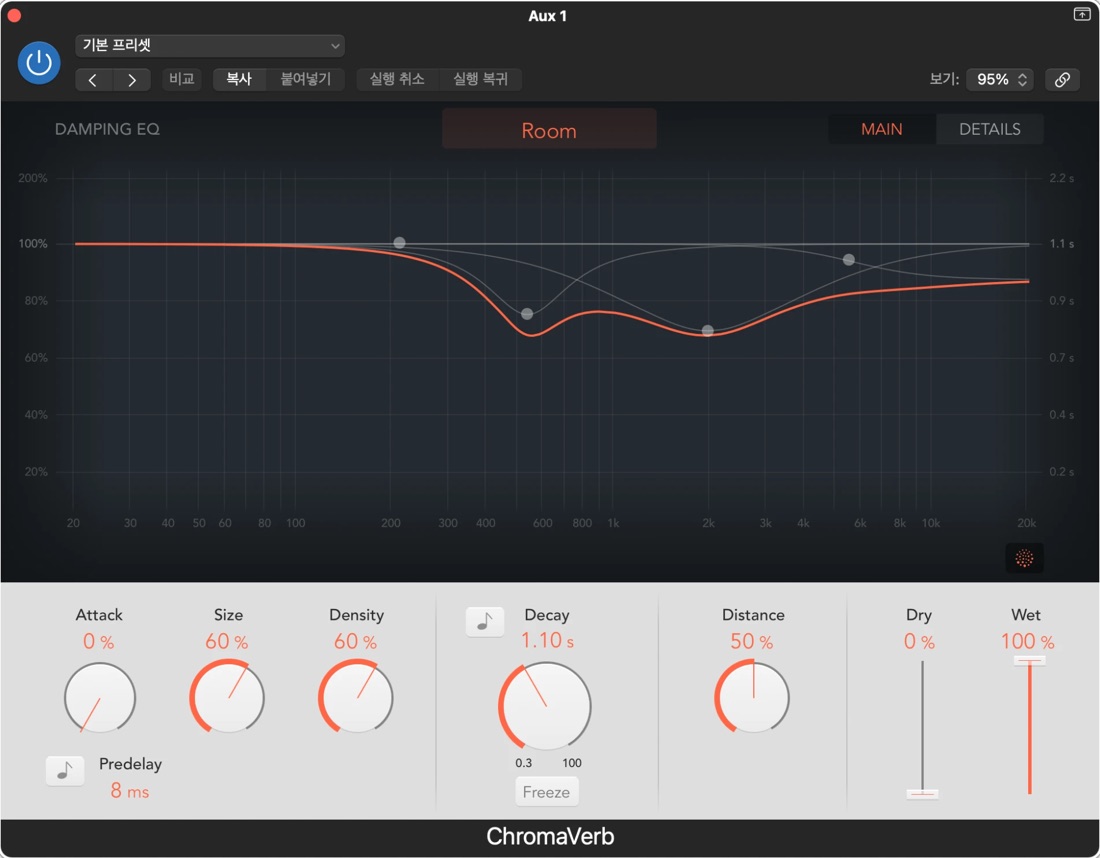 Aux 1
기본 프리셋
비교 복사 붙여넣기 실행 취소 실행 복귀 보기: 95%
DAMPING EQ Room MAIN DETAILS
200% 2.2 s
100% 1.1 s
80% 0.9 s
60% 0.7 s
40% 0.4 s
20% 0.2 s
20 30 40 50 60 80 100 200 300 400 600 800 1k 2k 3k 4k 6k 8k 10k 20k
Attack Size Density Decay Distance Dry Wet
0 % 60 % 60 % 1.10 s 50 % 0 % 100 %
0.3 100
Predelay
8 ms
Freeze
ChromaVerb